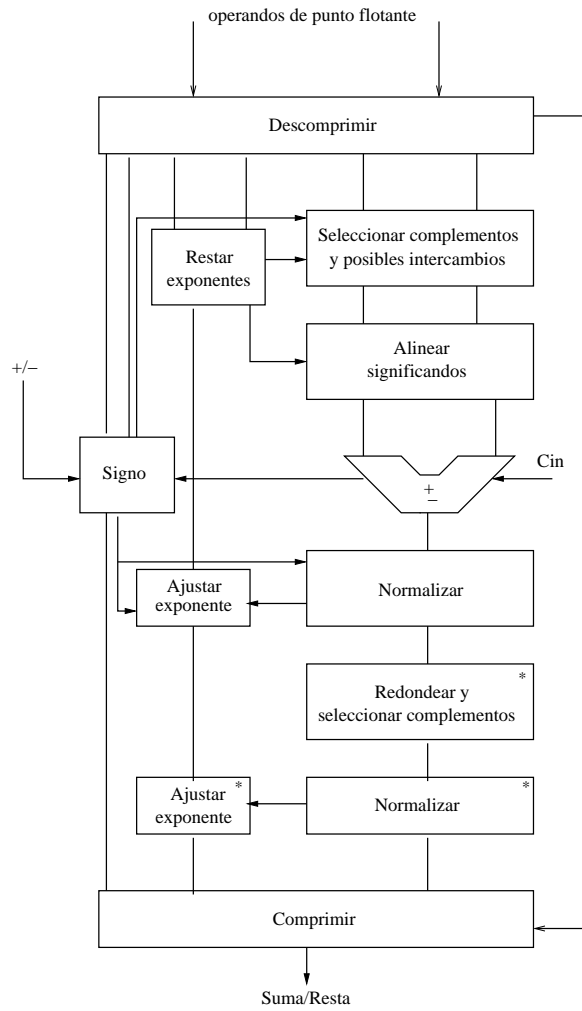 operandos de punto flotante
Descomprimir
Seleccionar complementos
y posibles intercambios
Restar
exponentes
Alinear
significandos
+/−
Signo
Cin
+
−
Ajustar
exponente
Normalizar
Redondear y *
seleccionar complementos
Ajustar *
exponente
Normalizar *
Comprimir
Suma/Resta